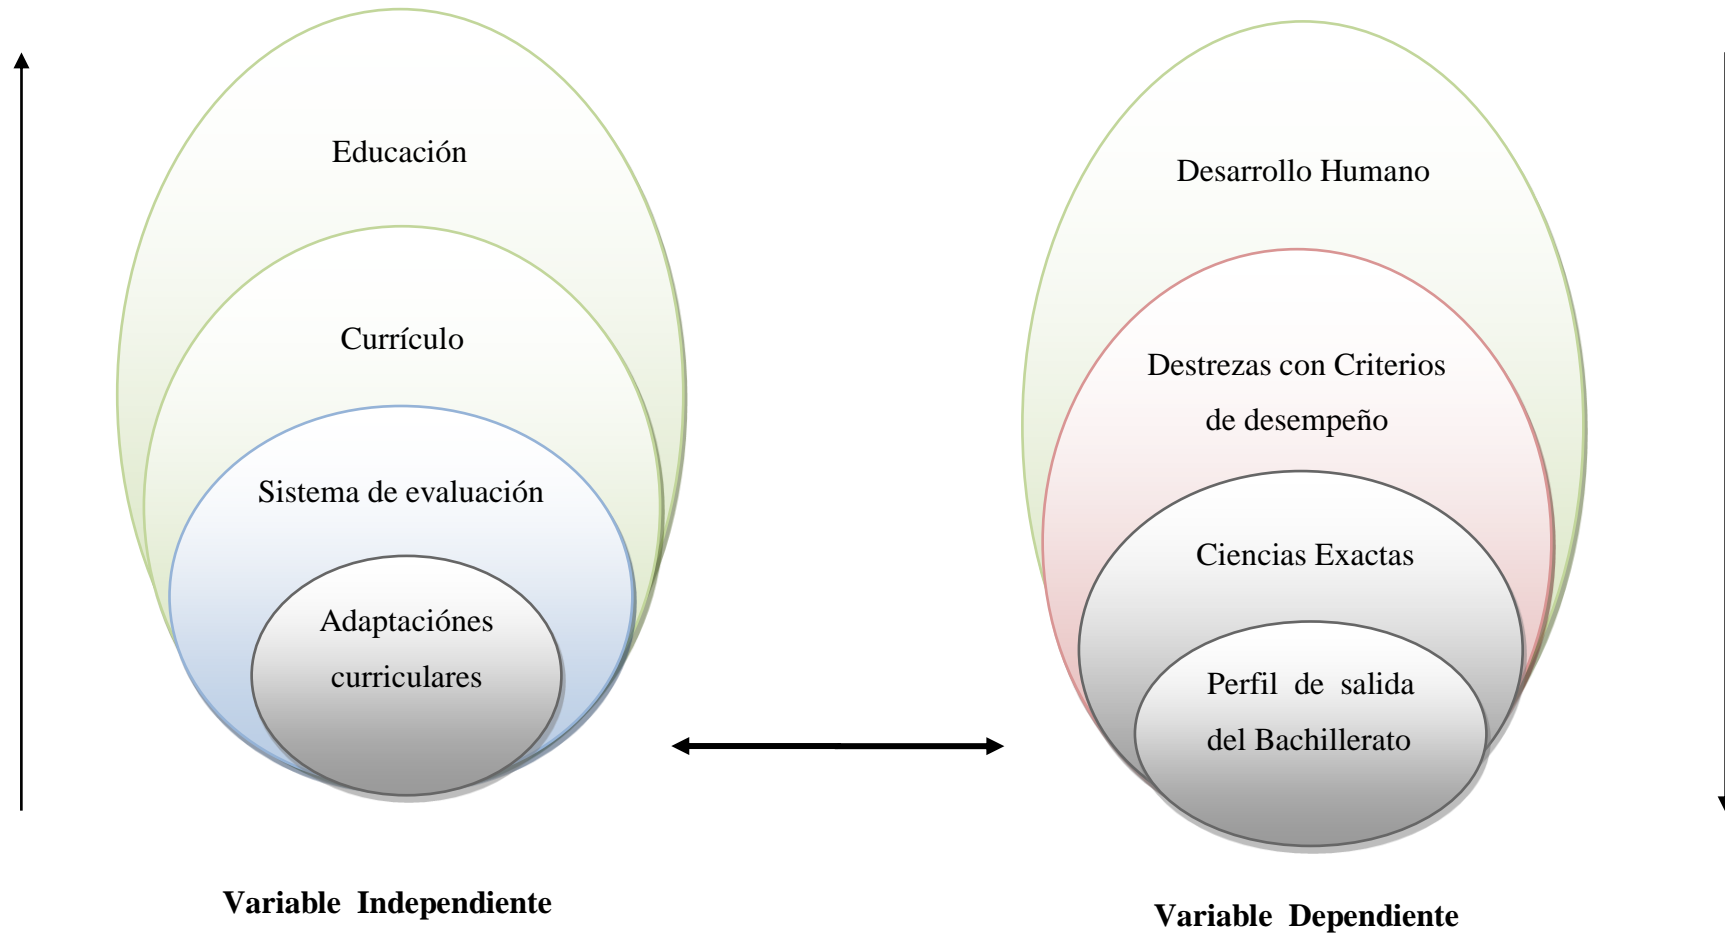 Educación
Currículo
Sistema de evaluación
Adaptaciónes
curriculares
Variable Independiente
Desarrollo Humano
Destrezas con Criterios
de desempeño
Ciencias Exactas
Perfil de salida
del Bachillerato
Variable Dependiente